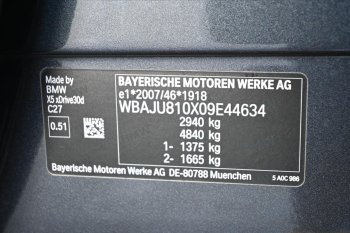 Made by
BMW
X5 xDrive30d
C27
0.51
BAYERISCHE MOTOREN WERKE AG
e1*2007/46*1918
WBAJU810X09E44634
2940 kg
4840 kg
1- 1375 kg
2- 1665 kg
Bayerische Motoren Werke AG DE-80788 Muenchen
5 A0C 986